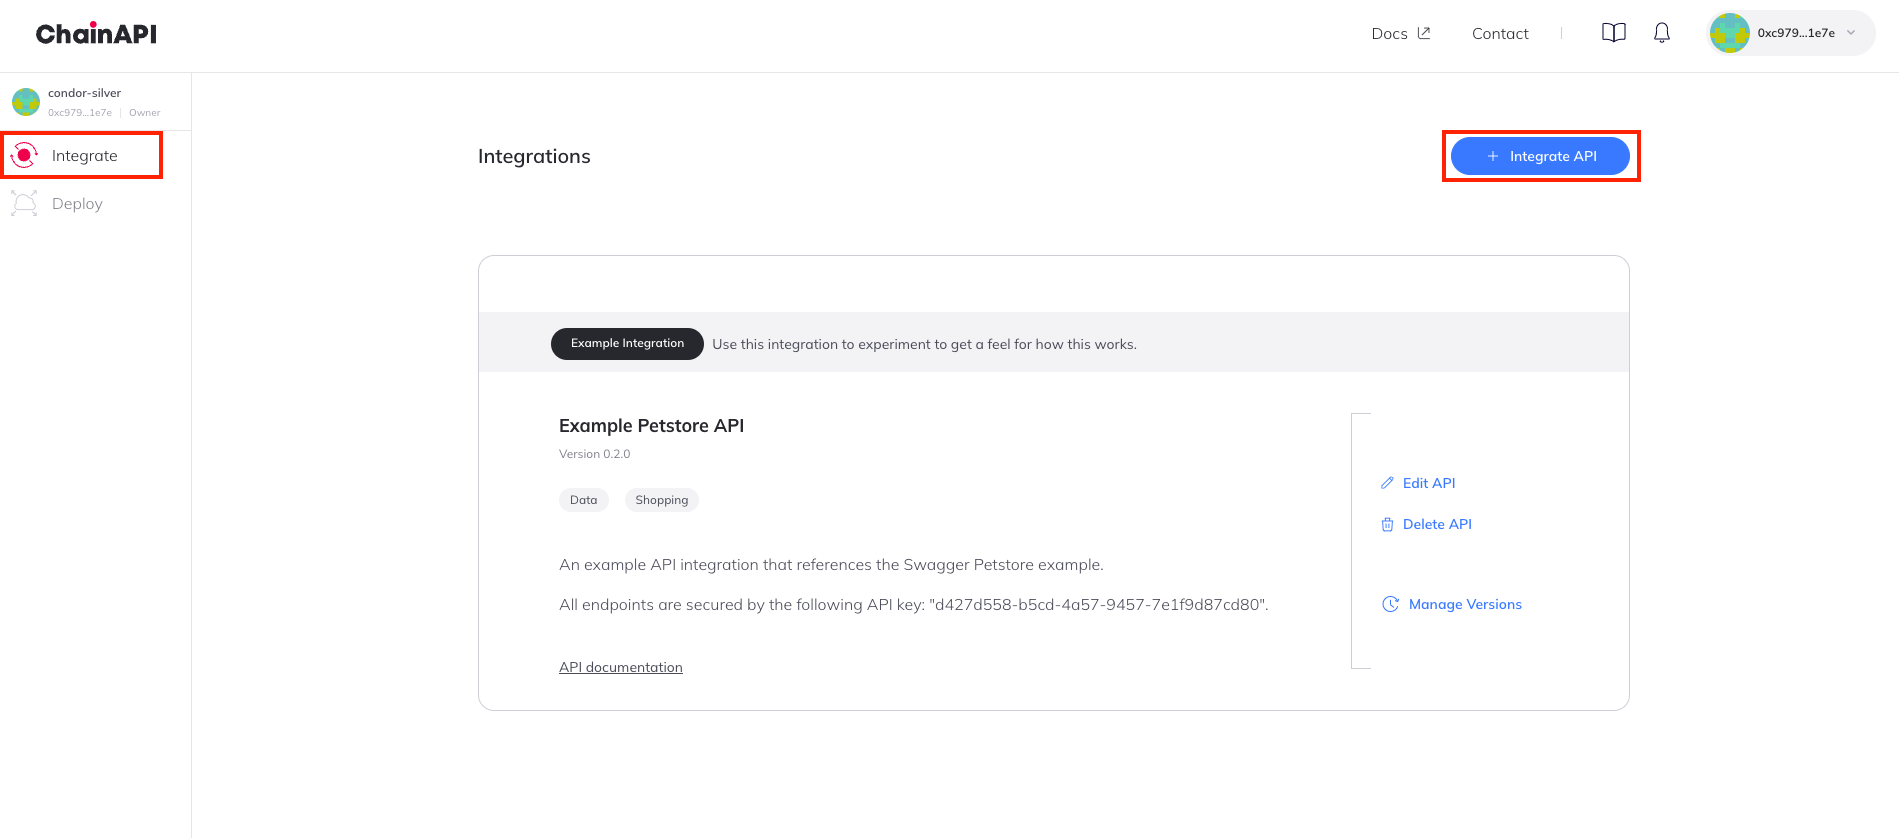 ChainAPI
Docs
Contact
0xc979...1e7e
condor-silver
0xc979...1e7e | Owner
Integrate
Deploy
Integrations
+ Integrate API
Example Integration
Use this integration to experiment to get a feel for how this works.
Example Petstore API
Version 0.2.0
Data
Shopping
An example API integration that references the Swagger Petstore example.
All endpoints are secured by the following API key: "d427d558-b5cd-4a57-9457-7e1f9d87cd80".
API documentation
Edit API
Delete API
Manage Versions